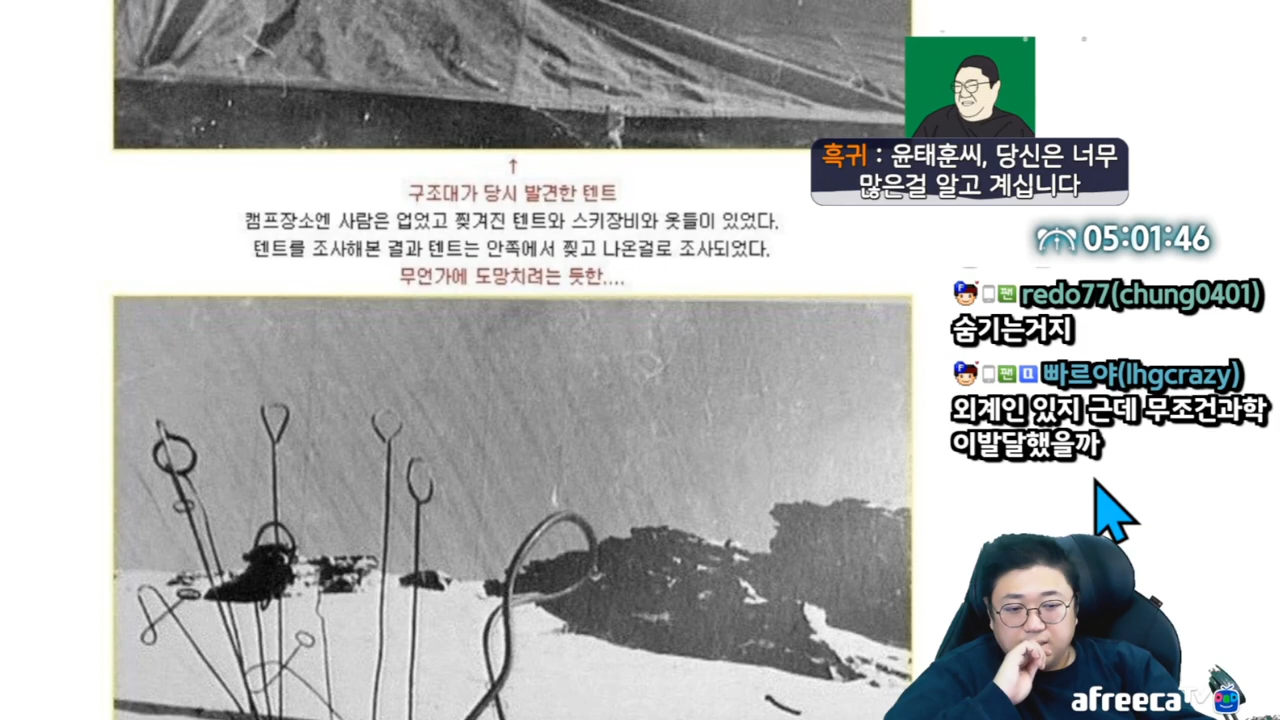 ↑
구조대가 당시 발견한 텐트
캠프장소엔 사람은 업었고 찢겨진 텐트와 스키장비와 옷들이 있었다.
텐트를 조사해본 결과 텐트는 안쪽에서 찢고 나온걸로 조사되었다.
무언가에 도망치려는 듯한....
흑귀 : 윤태훈씨, 당신은 너무
많은걸 알고 계십니다
05:01:46
redo77(chung0401)
숨기는거지
빠르야(lhgcrazy)
외계인 있지 근데 무조건과학
이발달했을까
afreecaTV